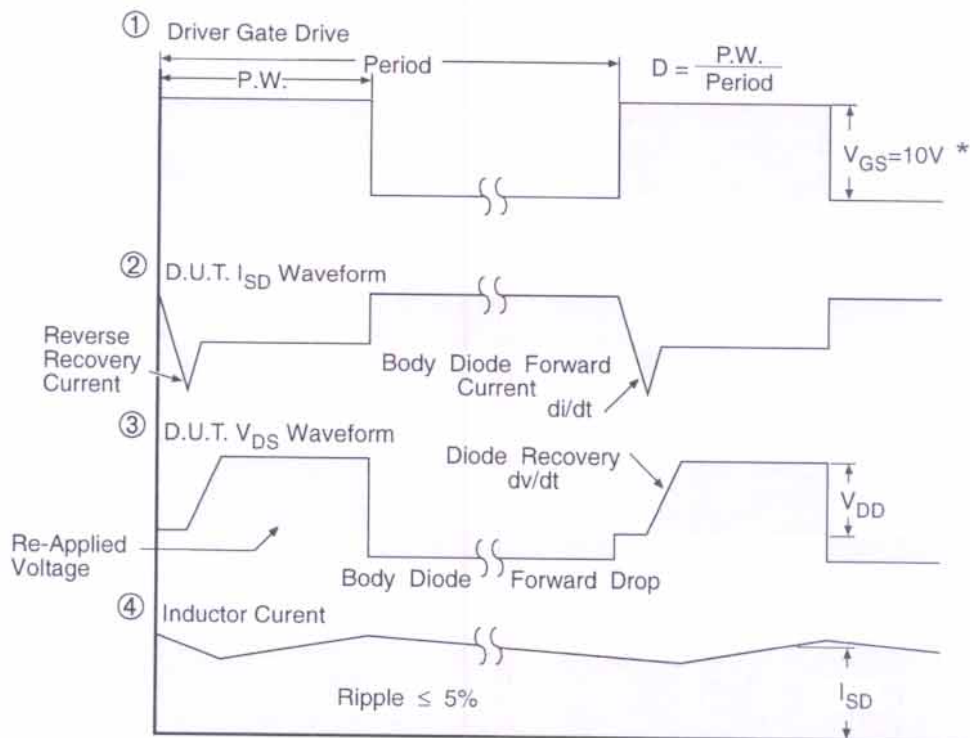 ① Driver Gate Drive
Period
P.W.
D = P.W. / Period
V_GS=10V *
② D.U.T. I_SD Waveform
Reverse
Recovery
Current
Body Diode Forward
Current
di/dt
③ D.U.T. V_DS Waveform
Diode Recovery
dv/dt
V_DD
Re-Applied
Voltage
Body Diode Forward Drop
④ Inductor Curent
I_SD
Ripple ≤ 5%